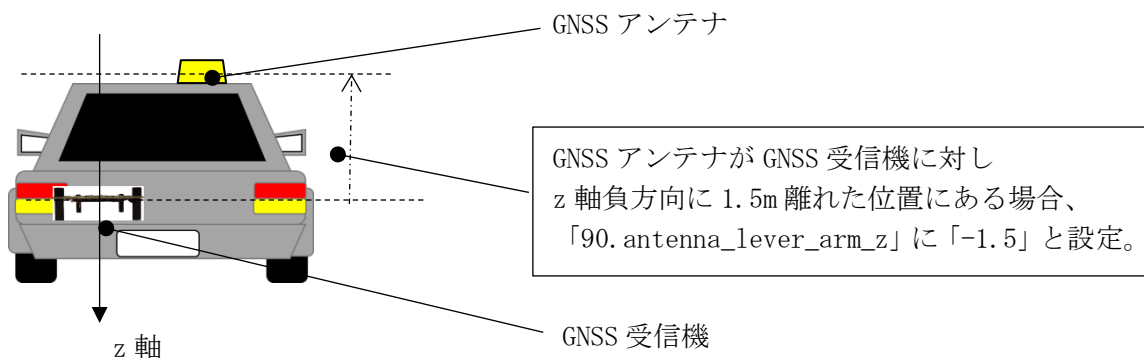 GNSS アンテナ
GNSS アンテナが GNSS 受信機に対し
z 軸負方向に 1.5m 離れた位置にある場合、
「90.antenna_lever_arm_z」に「-1.5」と設定。
GNSS 受信機
z 軸